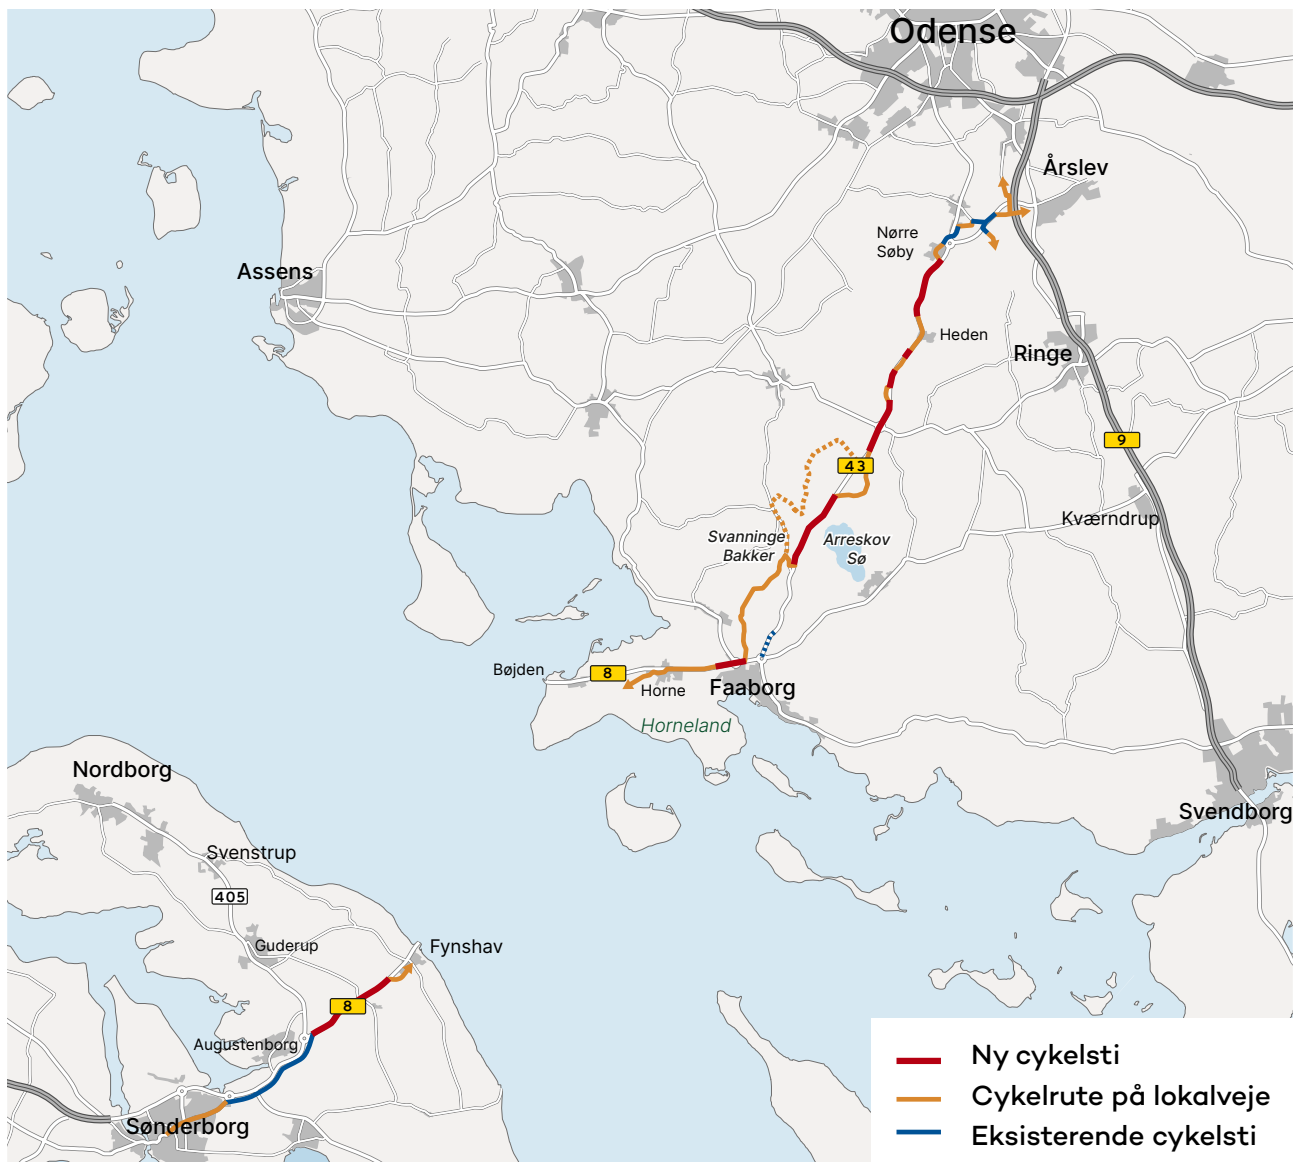 Odense
Årslev
Nørre
Søby
Assens
Heden
Ringe
9
43
Kværndrup
Svanninge
Bakker
Arreskov
Sø
Bøjden
8
Horne
Faaborg
Horneland
Nordborg
Svendborg
Svenstrup
405
Guderup
Fynshav
8
Augustenborg
Sønderborg
Ny cykelsti
Cykelrute på lokalveje
Eksisterende cykelsti